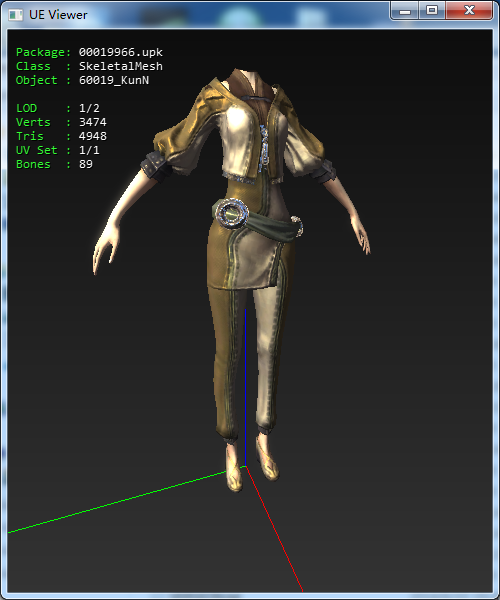 UE Viewer
Package: 00019966.upk
Class : SkeletalMesh
Object : 60019_KunN
LOD : 1/2
Verts : 3474
Tris : 4948
UV Set : 1/1
Bones : 89